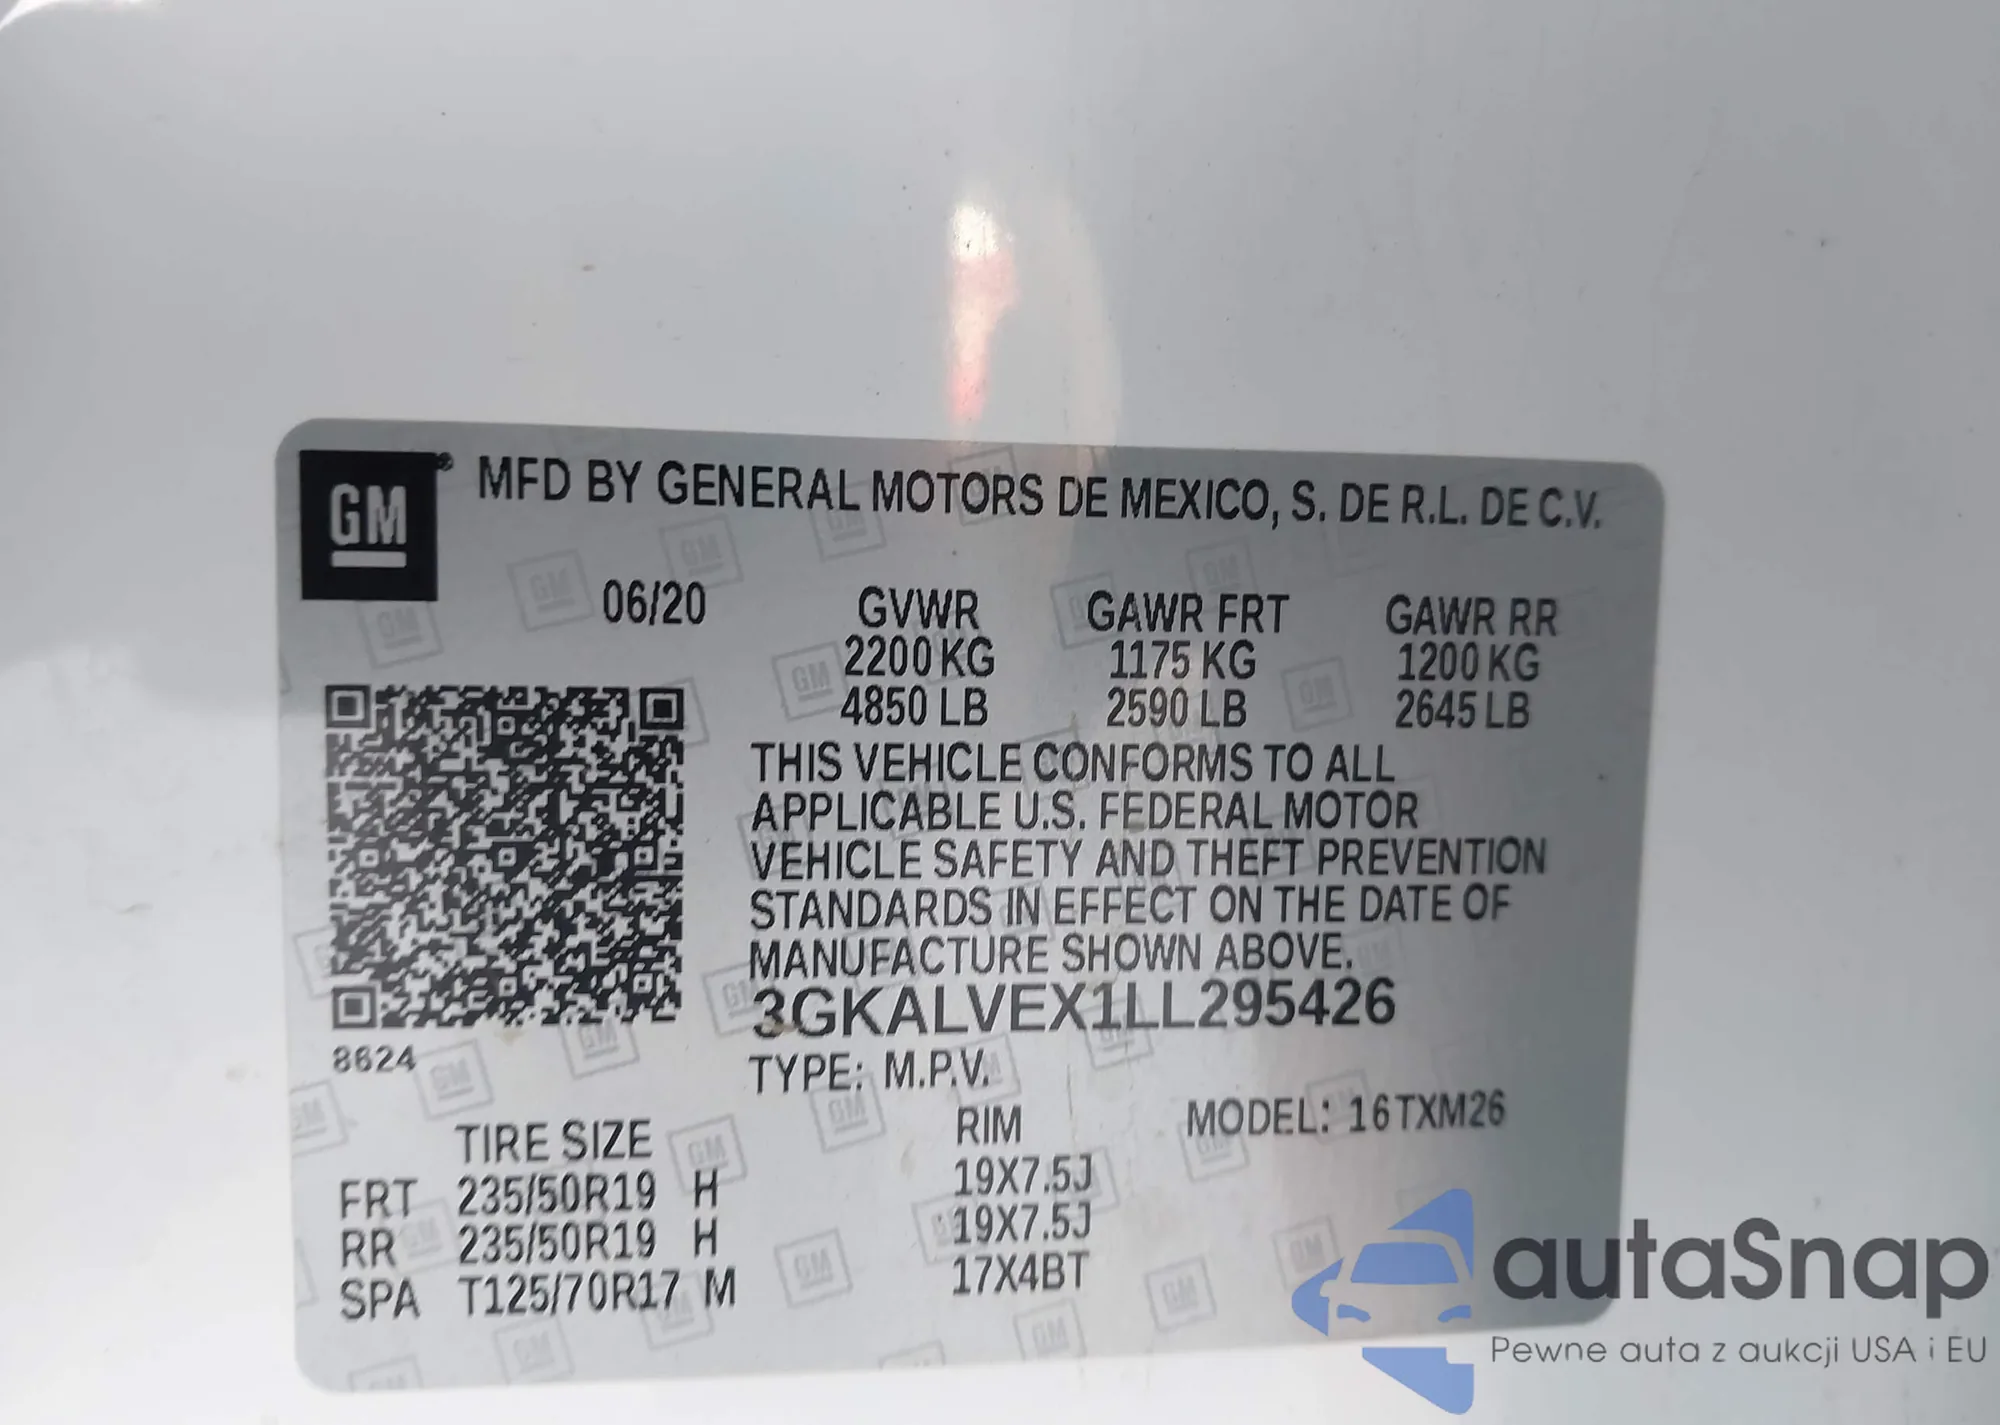 GM
MFD BY GENERAL MOTORS DE MEXICO, S. DE R.L. DE C.V.
06/20 GVWR GAWR FRT GAWR RR
2200 KG 1175 KG 1200 KG
4850 LB 2590 LB 2645 LB
THIS VEHICLE CONFORMS TO ALL
APPLICABLE U.S. FEDERAL MOTOR
VEHICLE SAFETY AND THEFT PREVENTION
STANDARDS IN EFFECT ON THE DATE OF
MANUFACTURE SHOWN ABOVE.
3GKALVEX1LL295426
8624
TYPE: M.P.V.
MODEL: 16TXM26
TIRE SIZE RIM
FRT 235/50R19 H 19X7.5J
RR 235/50R19 H 19X7.5J
SPA T125/70R17 M 17X4BT
autaSnap
Pewne auta z aukcji USA i EU